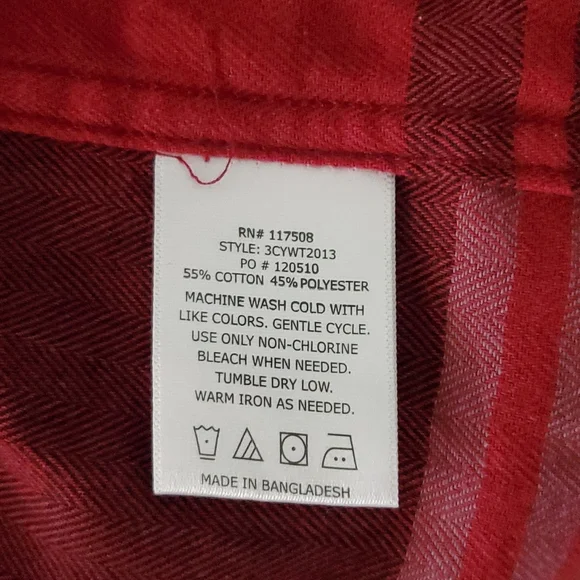 RN# 117508
STYLE: 3CYWT2013
PO # 120510
55% COTTON 45% POLYESTER
MACHINE WASH COLD WITH
LIKE COLORS. GENTLE CYCLE.
USE ONLY NON-CHLORINE
BLEACH WHEN NEEDED.
TUMBLE DRY LOW.
WARM IRON AS NEEDED.
MADE IN BANGLADESH